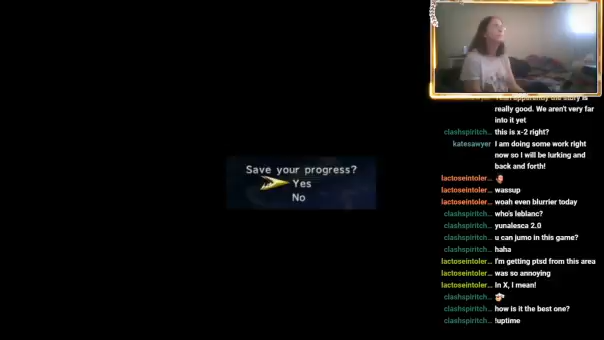 Save your progress?
Yes
No
really good. We aren't very far
into it yet
clashspiritch... this is x-2 right?
katesawyer I am doing some work right
now so I will be lurking and
back and forth!
lactoseintoler...
lactoseintoler... wassup
lactoseintoler... woah even blurrier today
clashspiritch... who's leblanc?
clashspiritch... yunalesca 2.0
clashspiritch... u can jumo in this game?
clashspiritch... haha
lactoseintoler... I'm getting ptsd from this area
lactoseintoler... was so annoying
lactoseintoler... In X, I mean!
clashspiritch...
clashspiritch... how is it the best one?
clashspiritch... !uptime